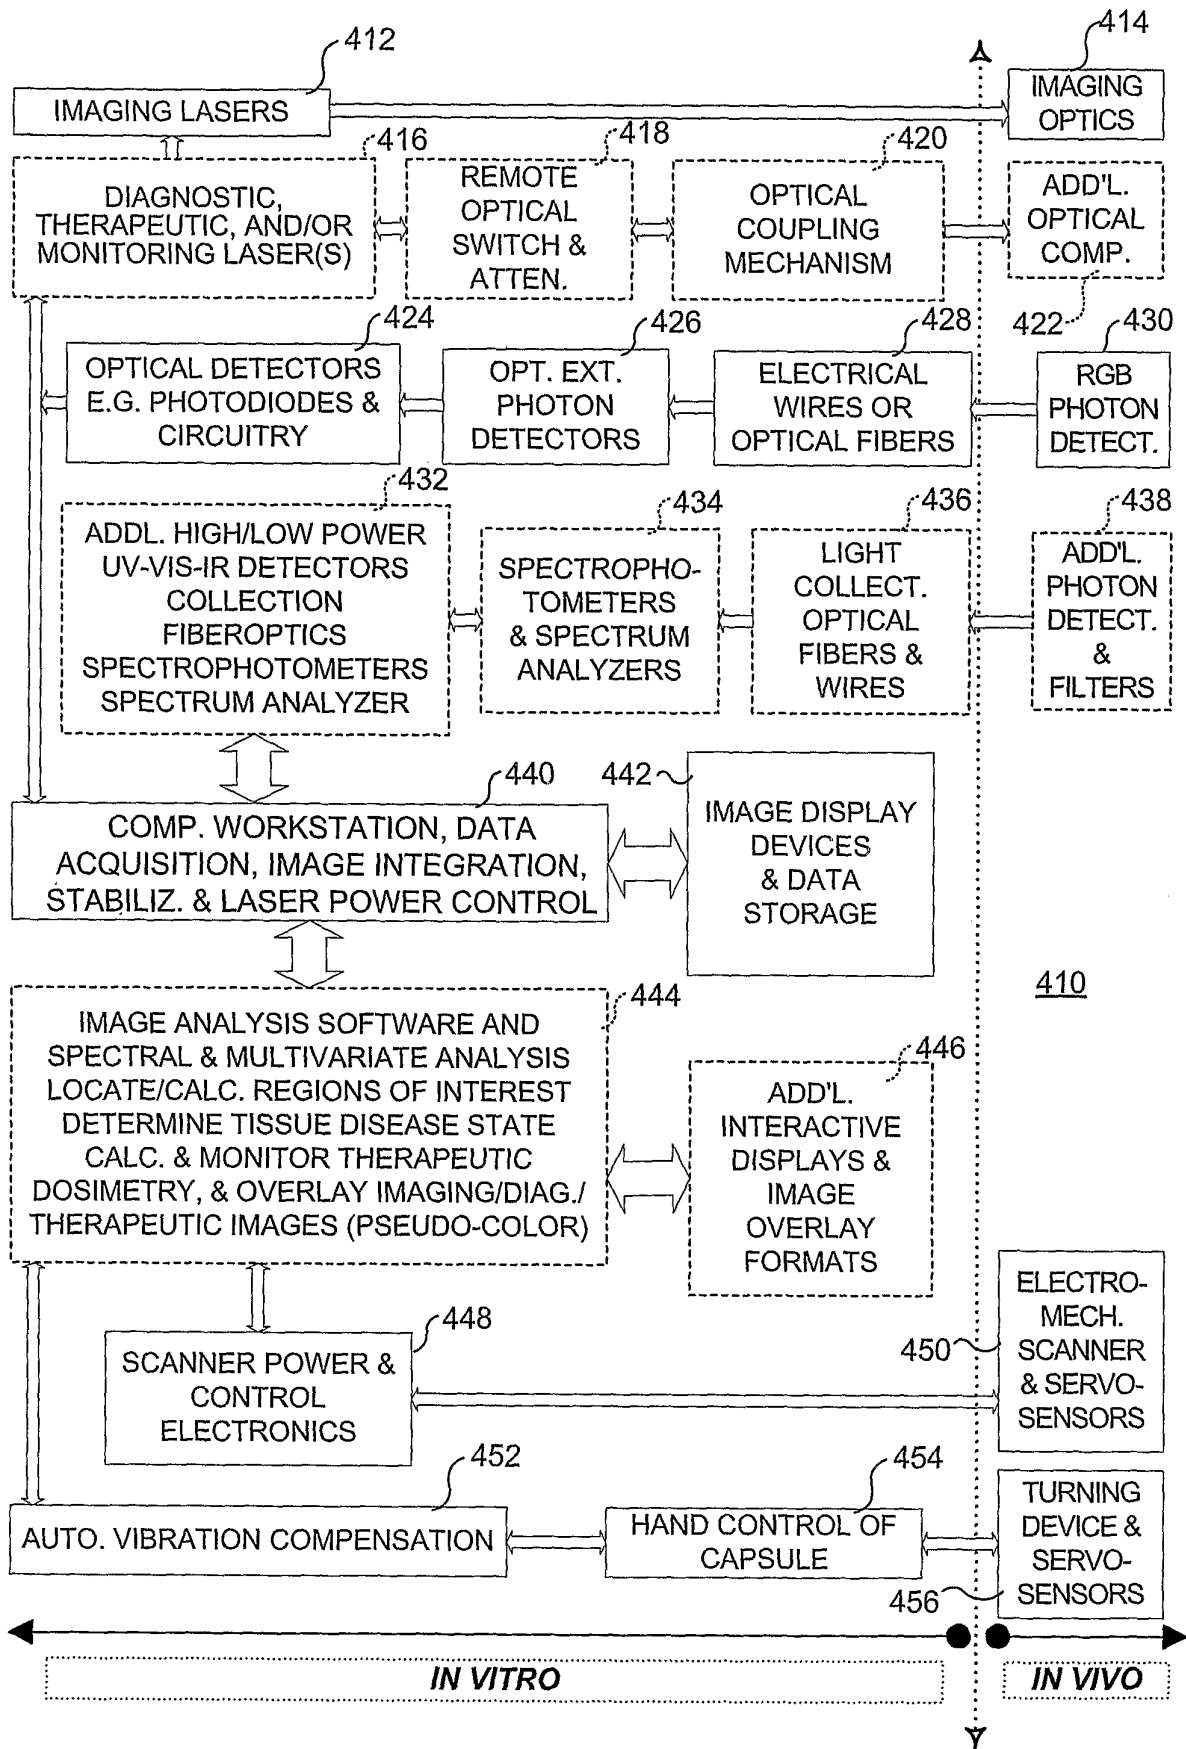 412
414
IMAGING LASERS
IMAGING
OPTICS
416
418
420
DIAGNOSTIC,
THERAPEUTIC, AND/OR
MONITORING LASER(S)
REMOTE
OPTICAL
SWITCH &
ATTEN.
OPTICAL
COUPLING
MECHANISM
ADD'L.
OPTICAL
COMP.
422
424
426
428
430
OPTICAL DETECTORS
E.G. PHOTODIODES &
CIRCUITRY
OPT. EXT.
PHOTON
DETECTORS
ELECTRICAL
WIRES OR
OPTICAL FIBERS
RGB
PHOTON
DETECT.
432
434
436
438
ADDL. HIGH/LOW POWER
UV-VIS-IR DETECTORS
COLLECTION
FIBEROPTICS
SPECTROPHOTOMETERS
SPECTRUM ANALYZER
SPECTROPHO-
TOMETERS
& SPECTRUM
ANALYZERS
LIGHT
COLLECT.
OPTICAL
FIBERS &
WIRES
ADD'L.
PHOTON
DETECT.
&
FILTERS
440
442
COMP. WORKSTATION, DATA
ACQUISITION, IMAGE INTEGRATION,
STABILIZ. & LASER POWER CONTROL
IMAGE DISPLAY
DEVICES
& DATA
STORAGE
410
444
446
IMAGE ANALYSIS SOFTWARE AND
SPECTRAL & MULTIVARIATE ANALYSIS
LOCATE/CALC. REGIONS OF INTEREST
DETERMINE TISSUE DISEASE STATE
CALC. & MONITOR THERAPEUTIC
DOSIMETRY, & OVERLAY IMAGING/DIAG./
THERAPEUTIC IMAGES (PSEUDO-COLOR)
ADD'L.
INTERACTIVE
DISPLAYS &
IMAGE
OVERLAY
FORMATS
448
450
SCANNER POWER &
CONTROL
ELECTRONICS
ELECTRO-
MECH.
SCANNER
& SERVO-
SENSORS
452
454
AUTO. VIBRATION COMPENSATION
HAND CONTROL OF
CAPSULE
TURNING
DEVICE &
SERVO-
SENSORS
456
IN VITRO
IN VIVO